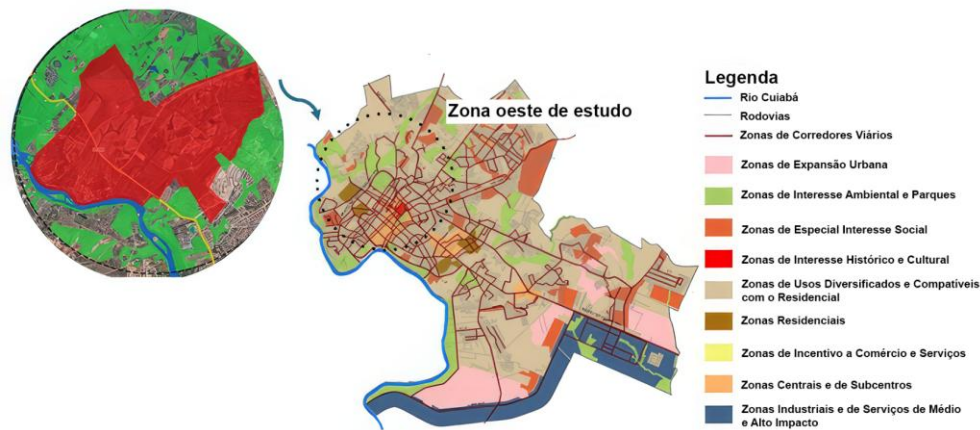 Zona oeste de estudo
Legenda
Rio Cuiabá
Rodovias
Zonas de Corredores Viários
Zonas de Expansão Urbana
Zonas de Interesse Ambiental e Parques
Zonas de Especial Interesse Social
Zonas de Interesse Histórico e Cultural
Zonas de Usos Diversificados e Compatíveis
com o Residencial
Zonas Residenciais
Zonas de Incentivo a Comércio e Serviços
Zonas Centrais e de Subcentros
Zonas Industriais e de Serviços de Médio
e Alto Impacto